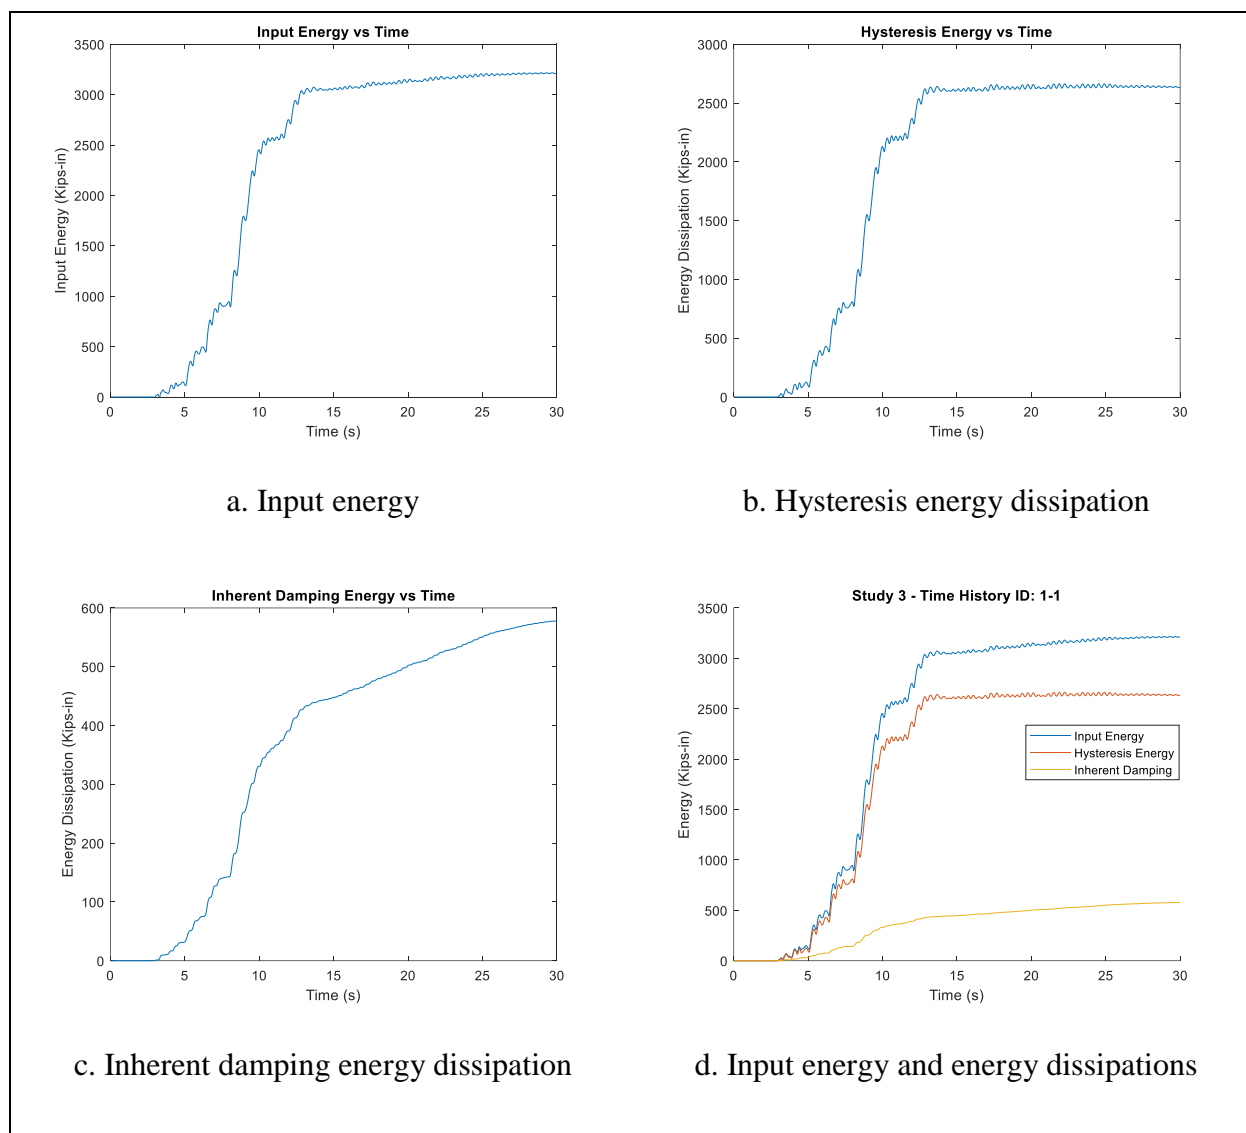 Input Energy vs Time
3500
3000
2500
2000
1500
1000
500
0
Input Energy (Kips-in)
0 5 10 15 20 25 30
Time (s)
a. Input energy
Hysteresis Energy vs Time
3000
2500
2000
1500
1000
500
0
Energy Dissipation (Kips-in)
0 5 10 15 20 25 30
Time (s)
b. Hysteresis energy dissipation
Inherent Damping Energy vs Time
600
500
400
300
200
100
0
Energy Dissipation (Kips-in)
0 5 10 15 20 25 30
Time (s)
c. Inherent damping energy dissipation
Study 3 - Time History ID: 1-1
3500
3000
2500
2000
1500
1000
500
0
Energy (Kips-in)
Input Energy
Hysteresis Energy
Inherent Damping
0 5 10 15 20 25 30
Time (s)
d. Input energy and energy dissipations